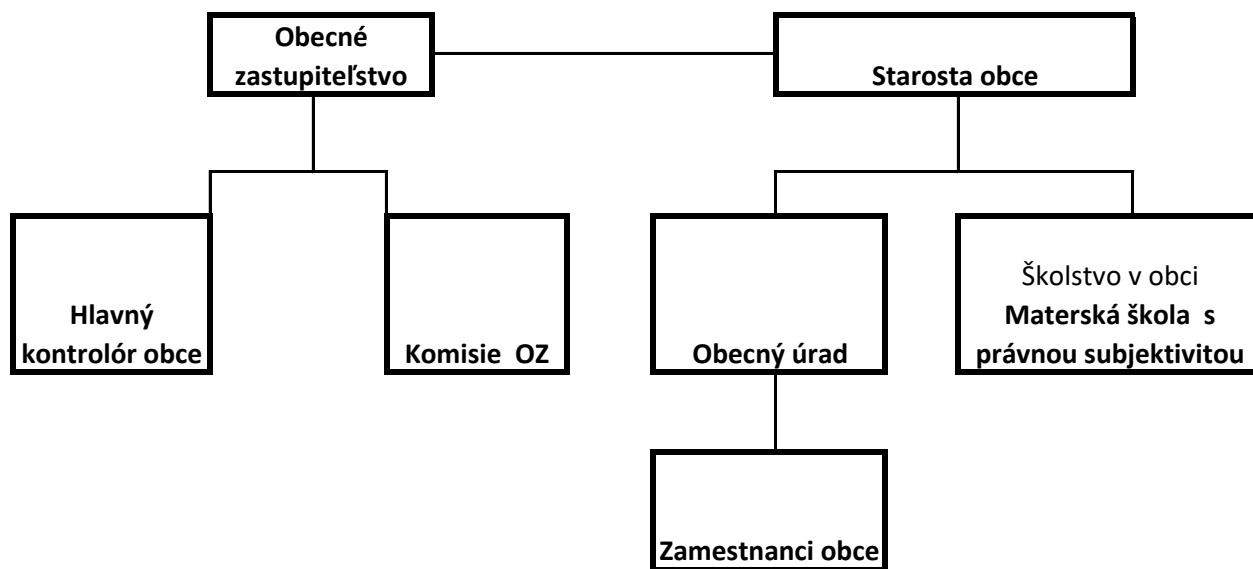 Obecné
zastupiteľstvo
Starosta obce
Hlavný
kontrolór obce
Komisie OZ
Obecný úrad
Školstvo v obci
Materská škola s
právnou subjektivitou
Zamestnanci obce